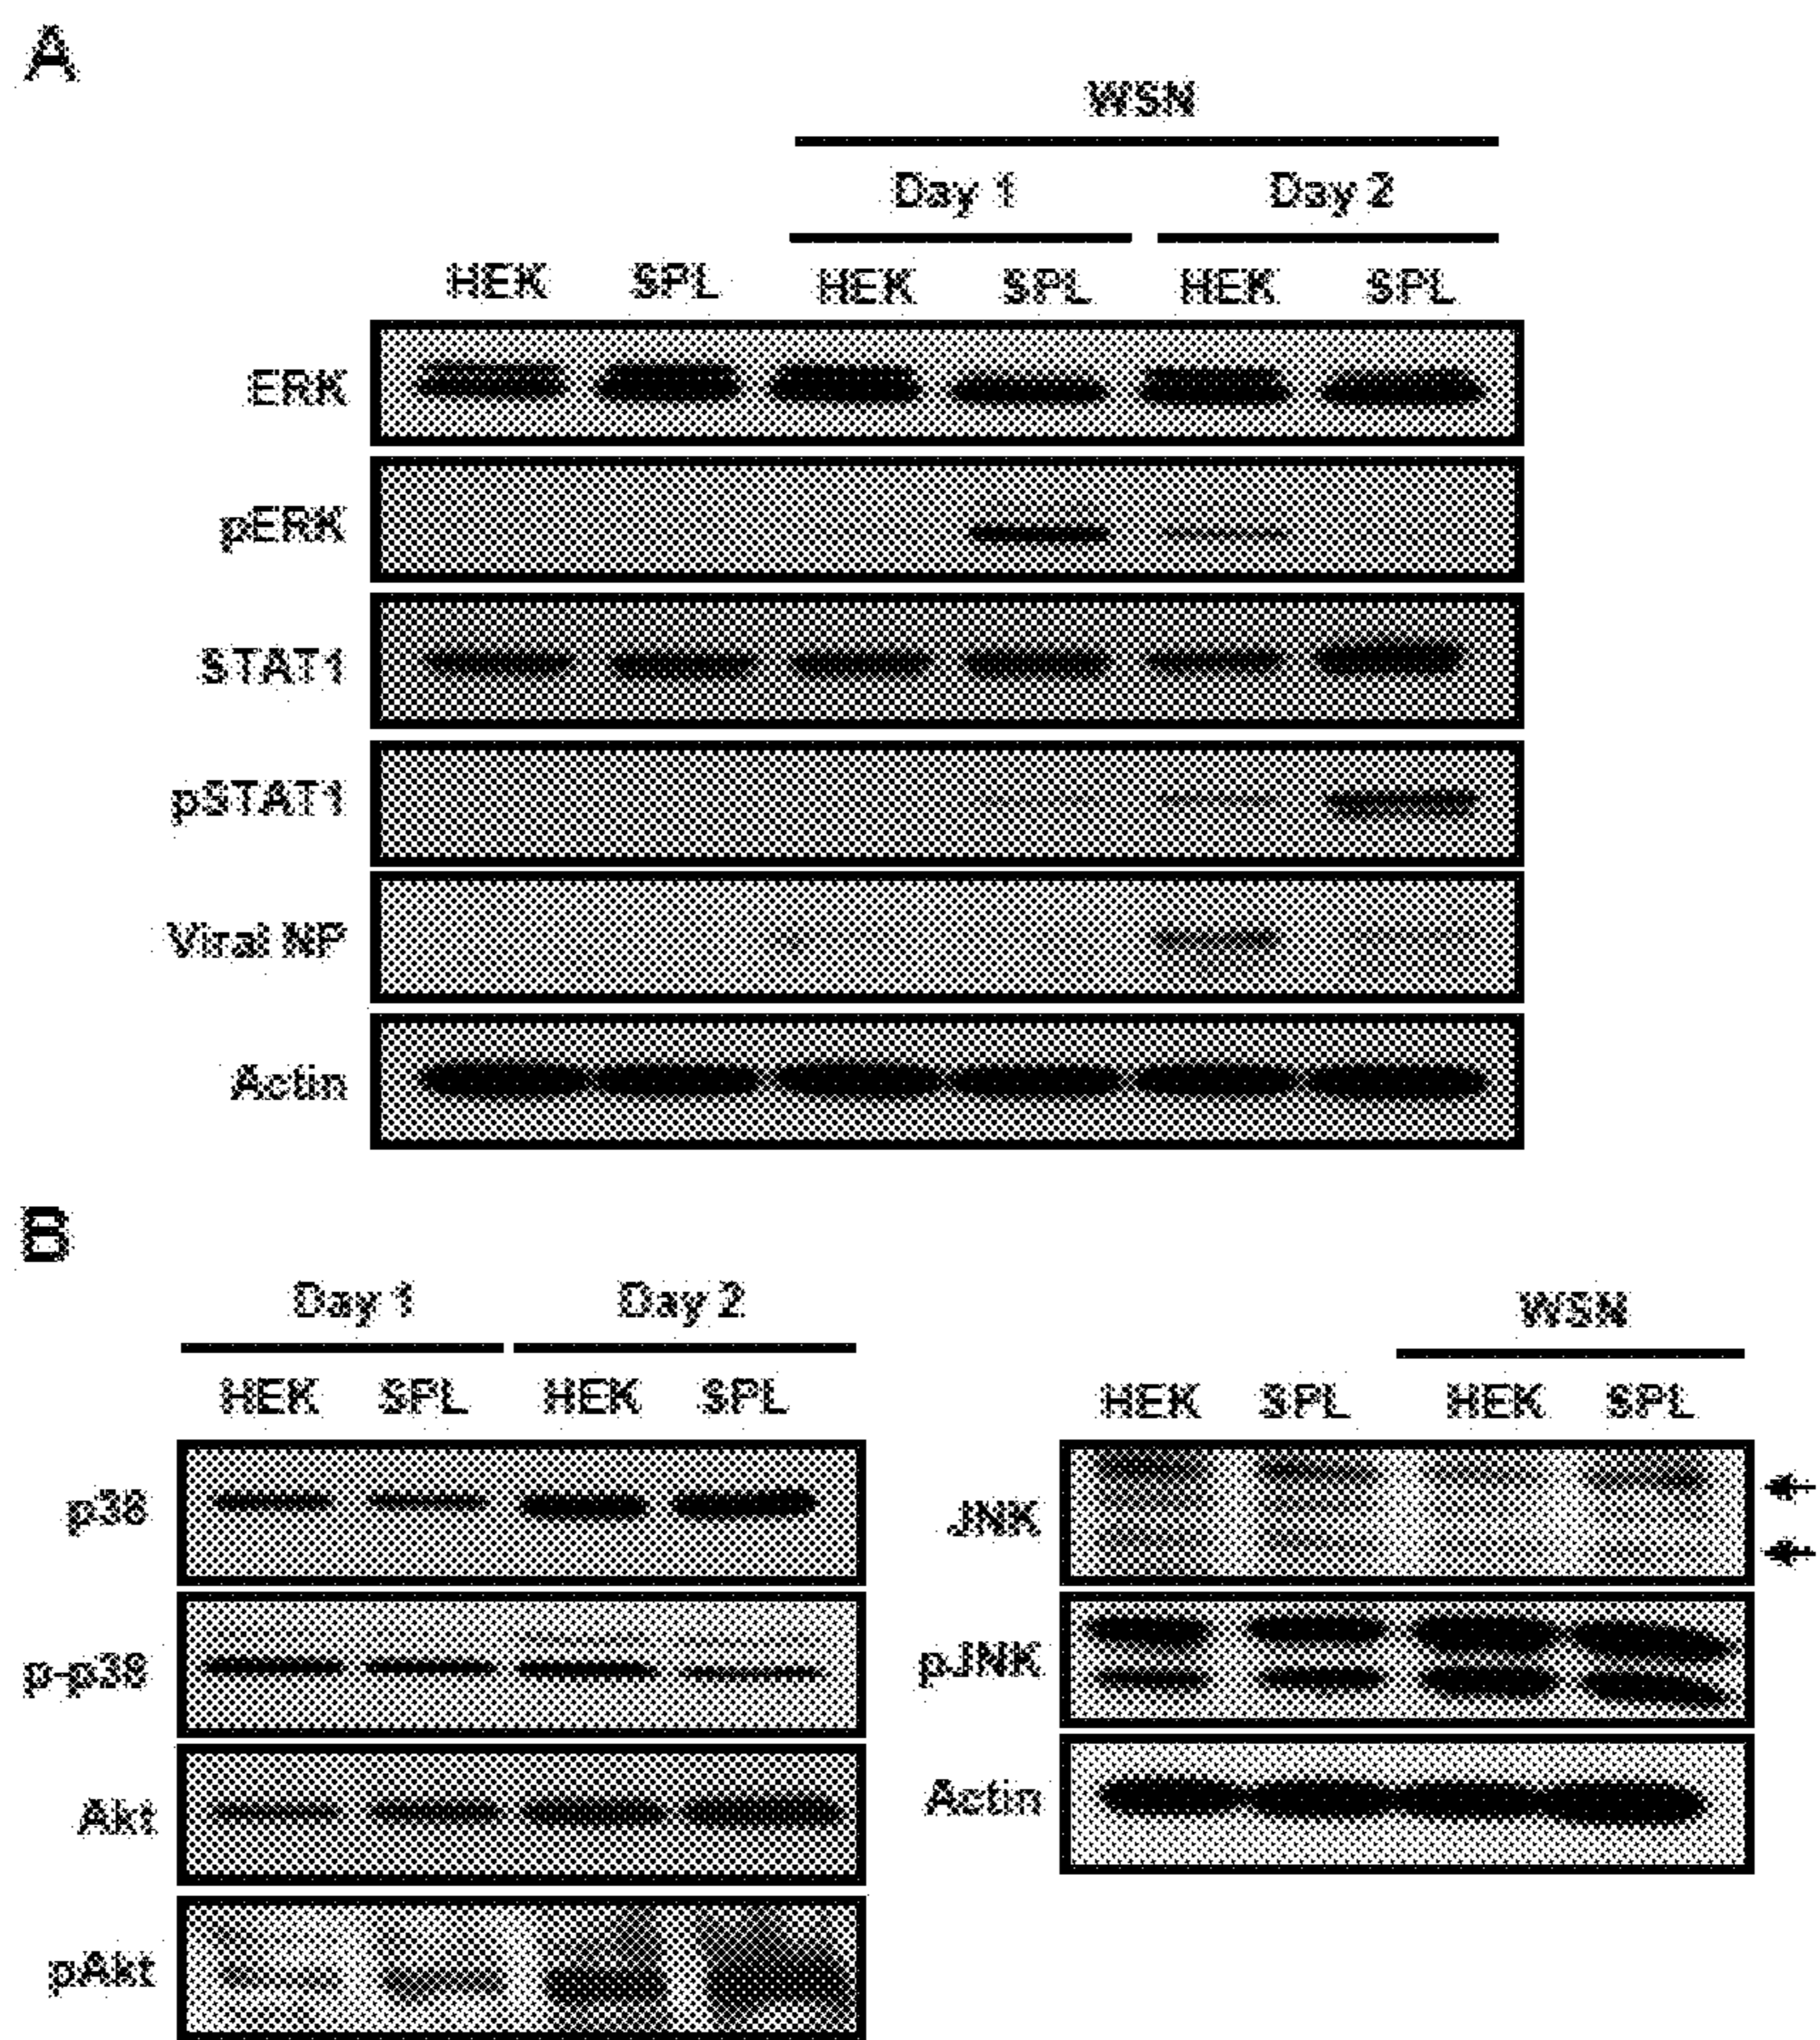 A
WSN
Day 1 Day 2
HEK SPL HEK SPL HEK SPL
ERK
pERK
STAT1
pSTAT1
Viral NP
Actin
B
Day 1 Day 2
HEK SPL HEK SPL
p38
p-p38
Akt
pAkt
WSN
HEK SPL HEK SPL
JNK
pJNK
Actin